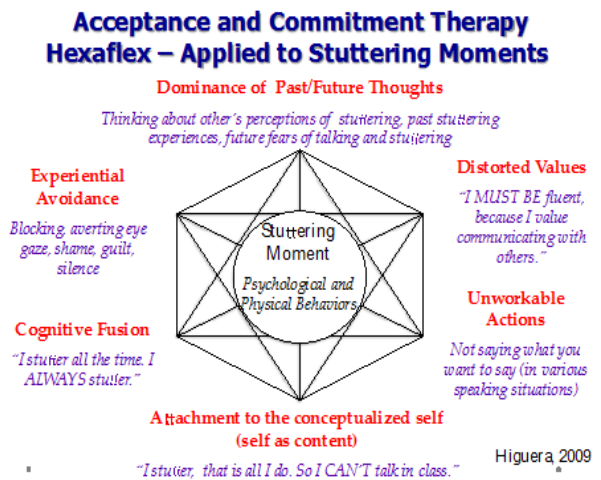 Acceptance and Commitment Therapy
Hexaflex – Applied to Stuttering Moments
Dominance of Past/Future Thoughts
Thinking about other's perceptions of stuttering, past stuttering
experiences, future fears of talking and stuttering
Experiential
Avoidance
Blocking, averting eye
gaze, shame, guilt,
silence
Distorted Values
“I MUST BE fluent,
because I value
communicating with
others.”
Stuttering
Moment
Psychological and
Physical Behaviors
Cognitive Fusion
“I stutter all the time. I
ALWAYS stutter.”
Unworkable
Actions
Not saying what you
want to say (in various
speaking situations)
Attachment to the conceptualized self
(self as content)
“I stutter, that is all I do. So I CAN'T talk in class.”
Higuera, 2009